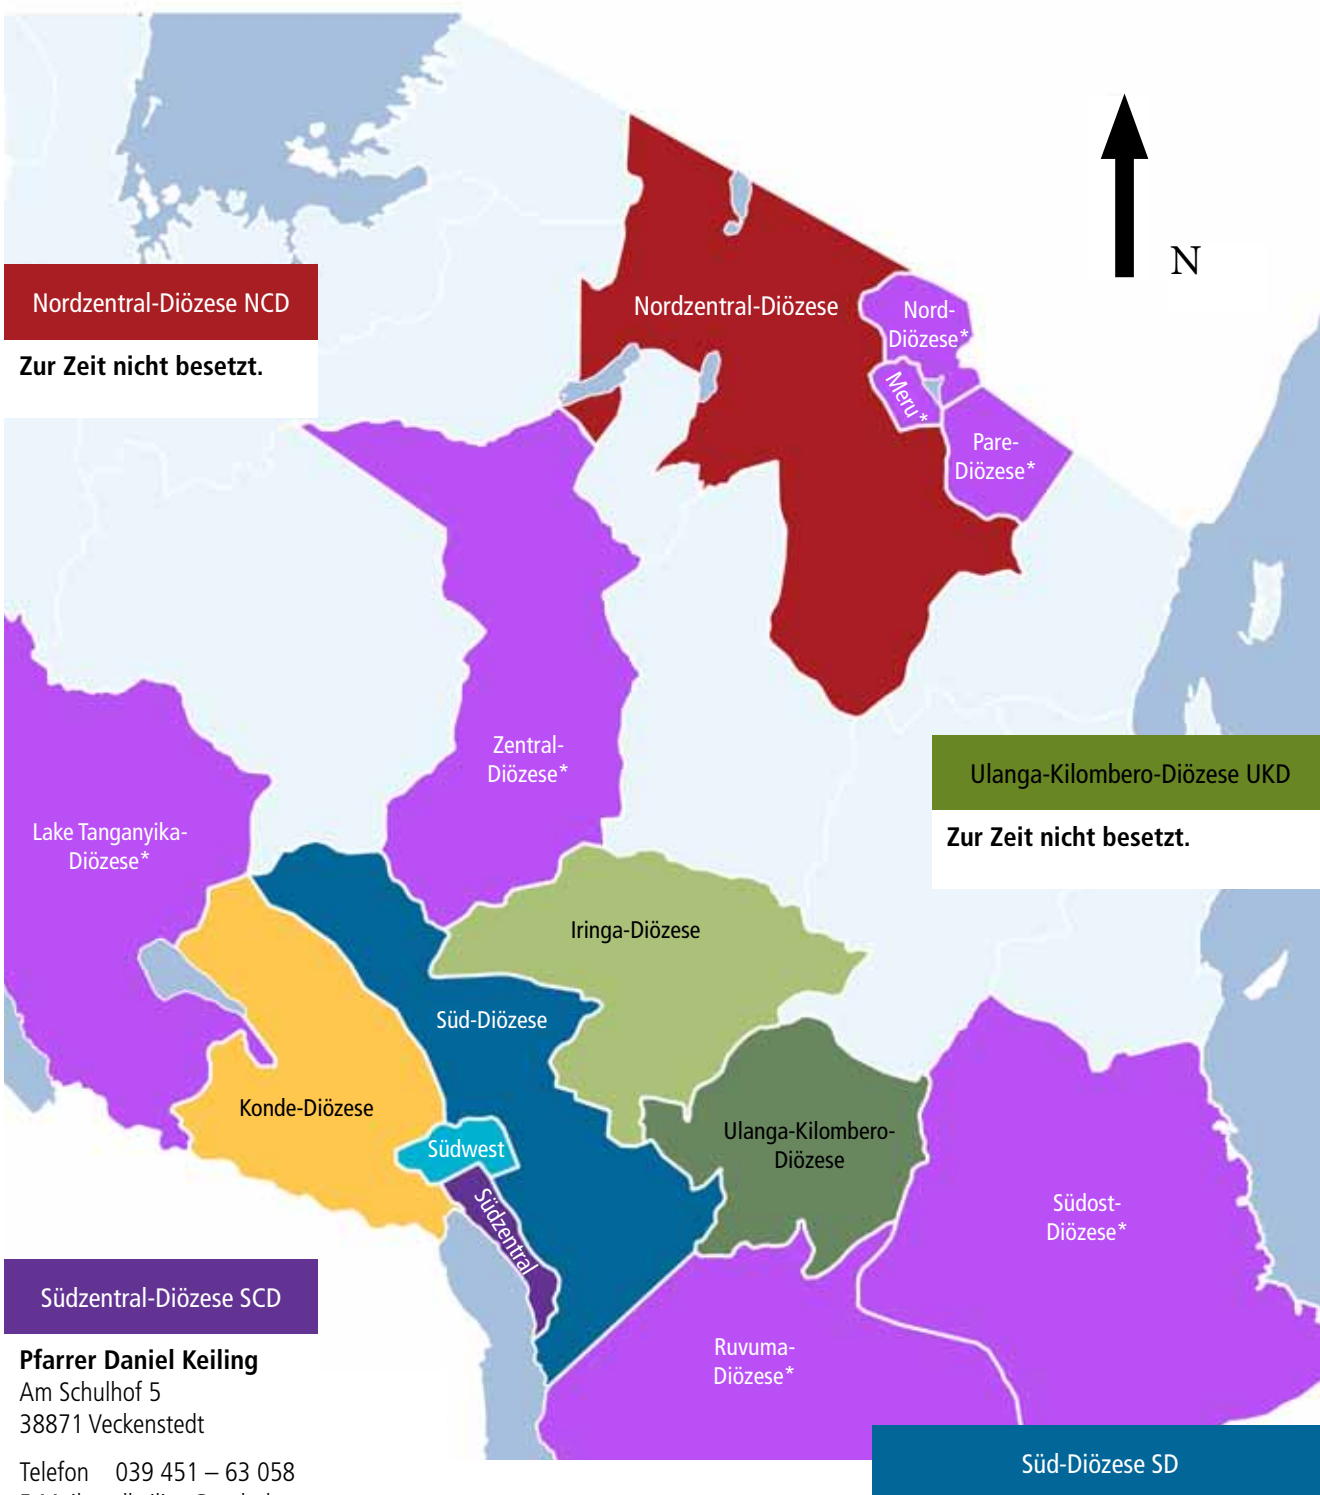 N
Nordzentral-Diözese NCD
Zur Zeit nicht besetzt.
Nordzentral-Diözese
Nord-
Diözese*
Meru*
Pare-
Diözese*
Zentral-
Diözese*
Ulanga-Kilombero-Diözese UKD
Zur Zeit nicht besetzt.
Lake Tanganyika-
Diözese*
Iringa-Diözese
Süd-Diözese
Konde-Diözese
Südwest
Südzentral
Ulanga-Kilombero-
Diözese
Südost-
Diözese*
Ruvuma-
Diözese*
Südzentral-Diözese SCD
Pfarrer Daniel Keiling
Am Schulhof 5
38871 Veckenstedt
Telefon 039 451 – 63 058
Süd-Diözese SD